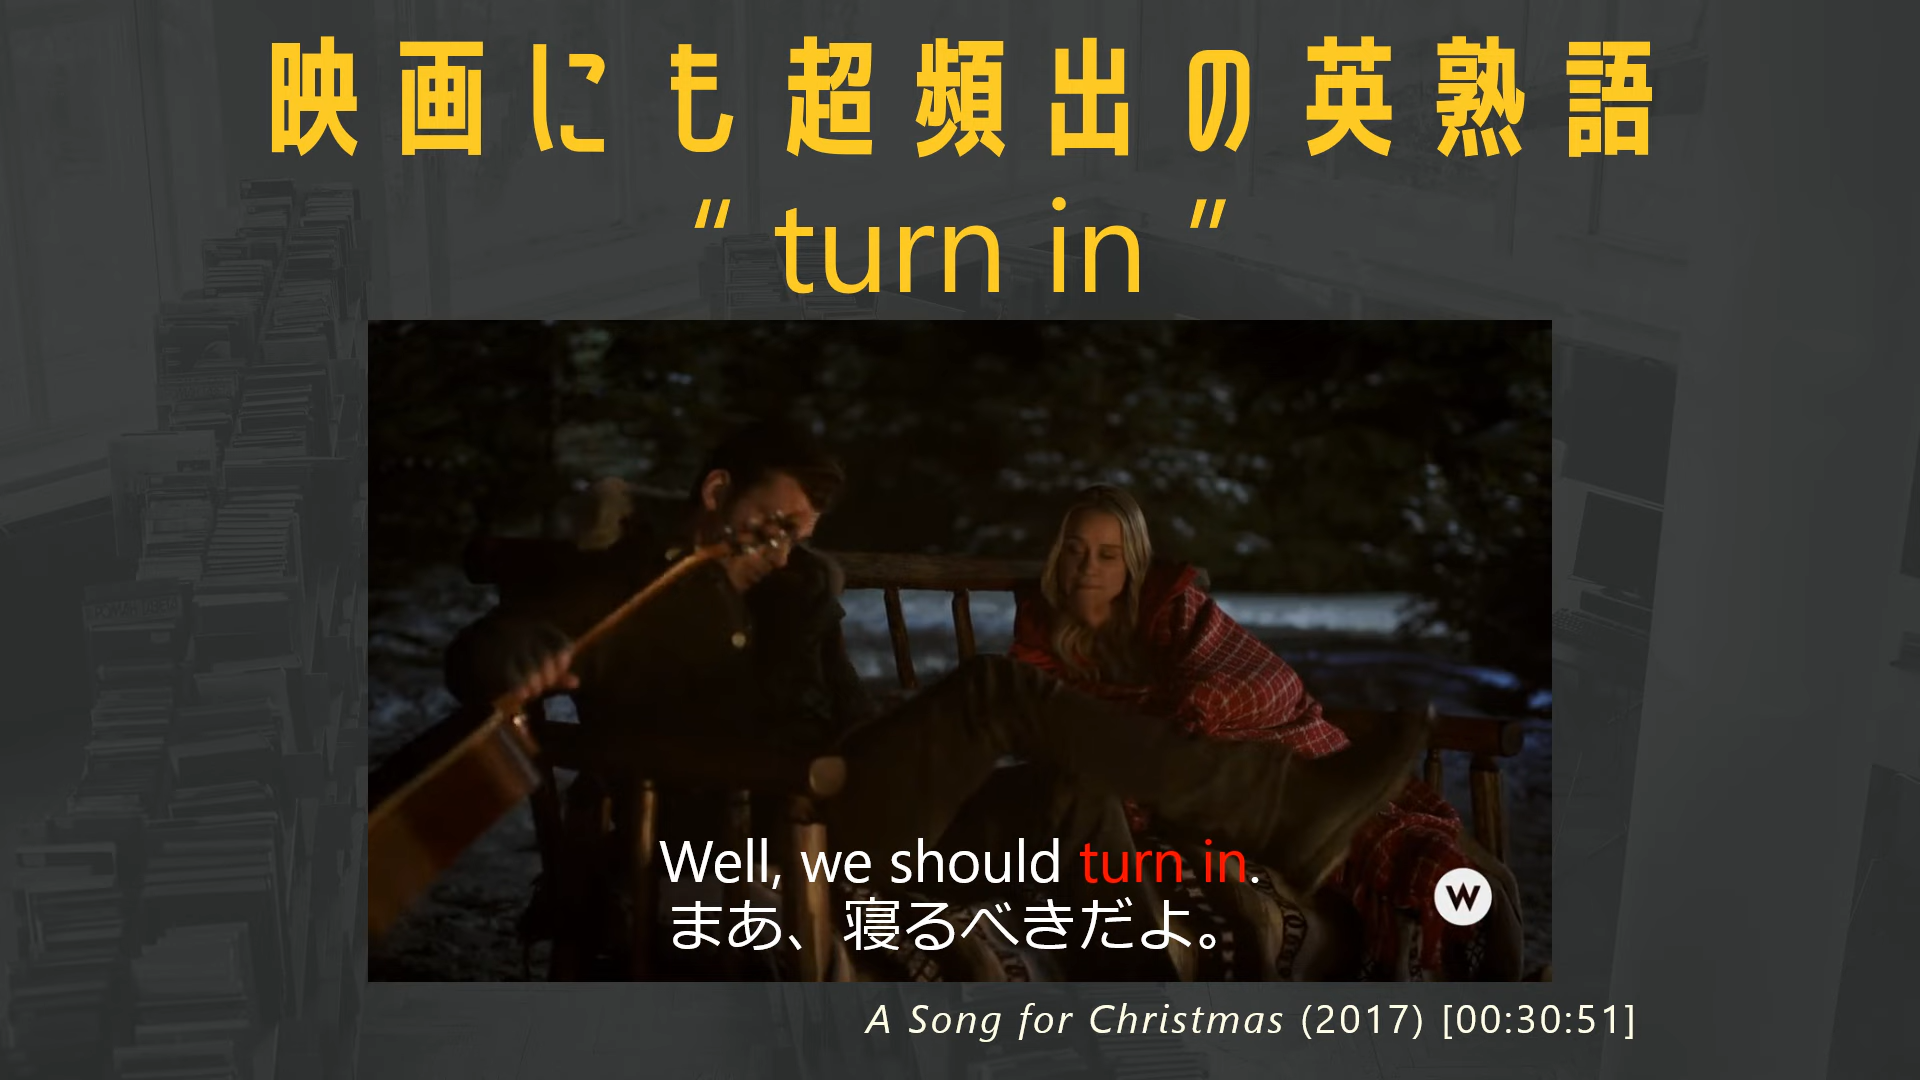 映画にも超頻出の英熟語
“ turn in ”
Well, we should turn in.
まあ、寝るべきだよ。
W
A Song for Christmas (2017) [00:30:51]